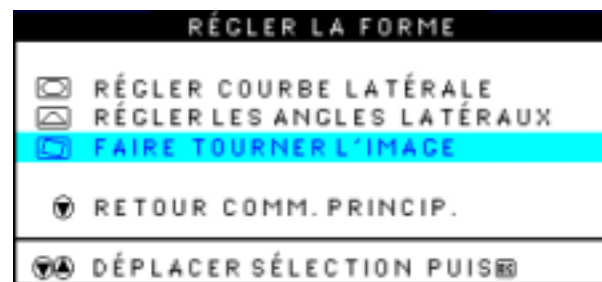 RÉGLER LA FORME
RÉGLER COURBE LATÉRALE
RÉGLER LES ANGLES LATÉRAUX
FAIRE TOURNER L'IMAGE
RETOUR COMM. PRINCIP.
DÉPLACER SÉLECTION PUIS